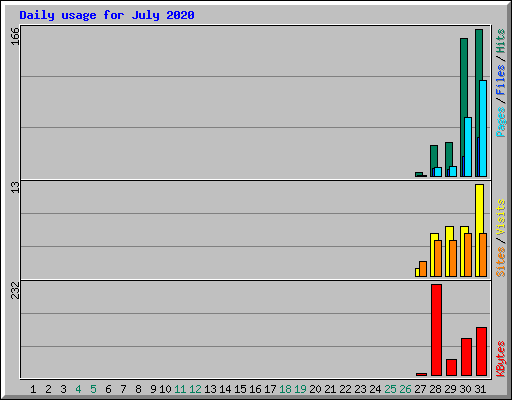 Daily usage for July 2020
166
Pages / Files / Hits
13
Sites / Visits
232
KBytes
1 2 3 4 5 6 7 8 9 10 11 12 13 14 15 16 17 18 19 20 21 22 23 24 25 26 27 28 29 30 31